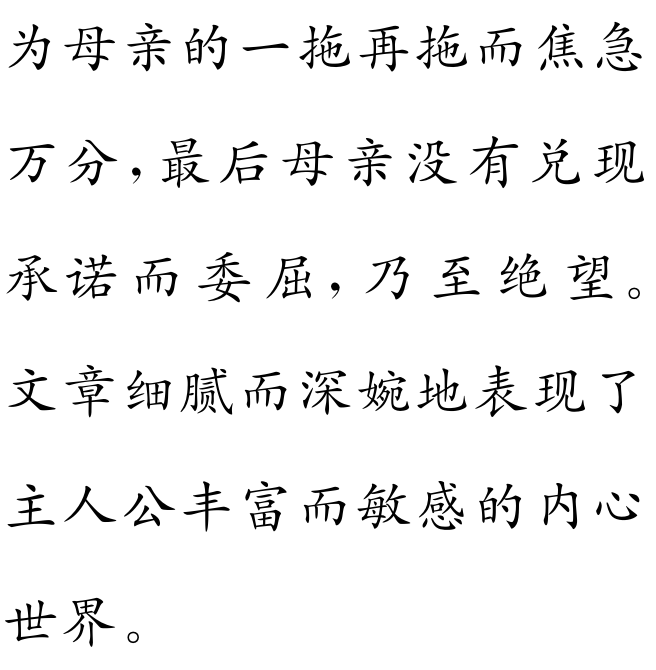 为母亲的一拖再拖而焦急
万分,最后母亲没有兑现
承诺而委屈,乃至绝望。
文章细腻而深婉地表现了
主人公丰富而敏感的内心
世界。